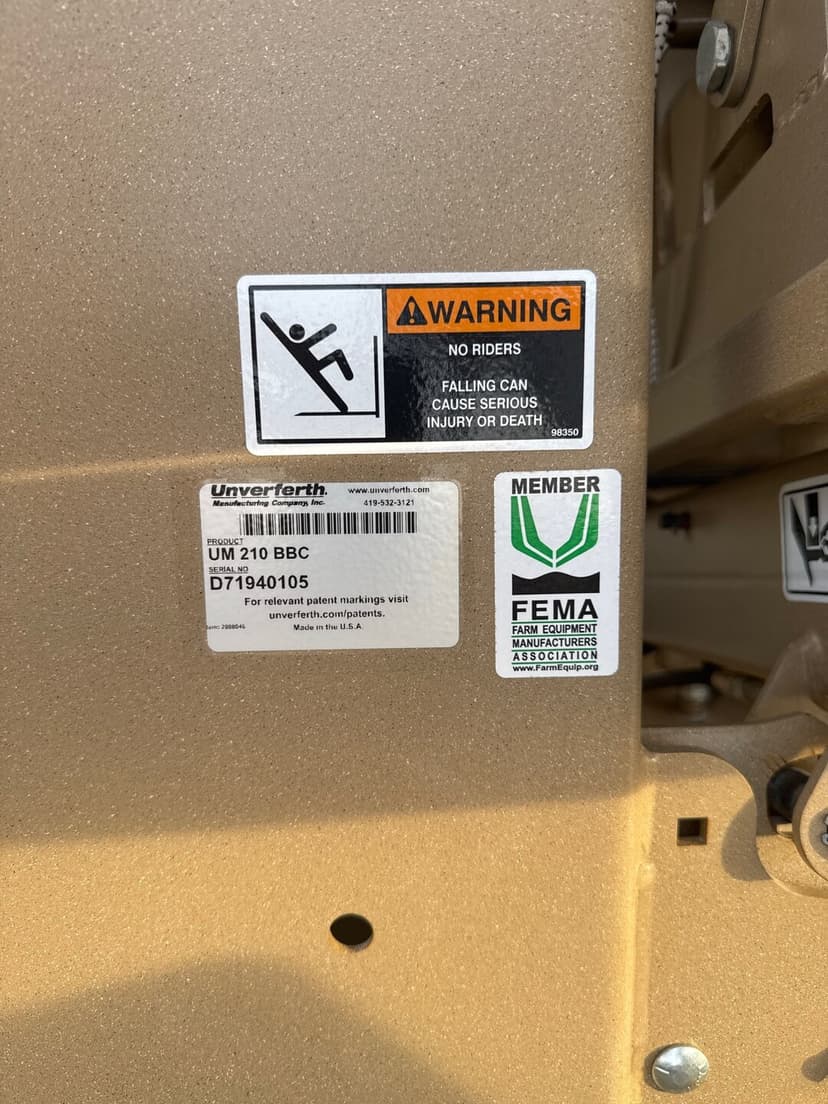 WARNING
NO RIDERS
FALLING CAN
CAUSE SERIOUS
INJURY OR DEATH
98350
Unverferth. www.unverferth.com
Manufacturing Company, Inc. 419-532-3121
PRODUCT
UM 210 BBC
SERIAL NO
D71940105
For relevant patent markings visit
unverferth.com/patents.
Made in the U.S.A.
MEMBER
FEMA
FARM EQUIPMENT
MANUFACTURERS
ASSOCIATION
www.FarmEquip.org